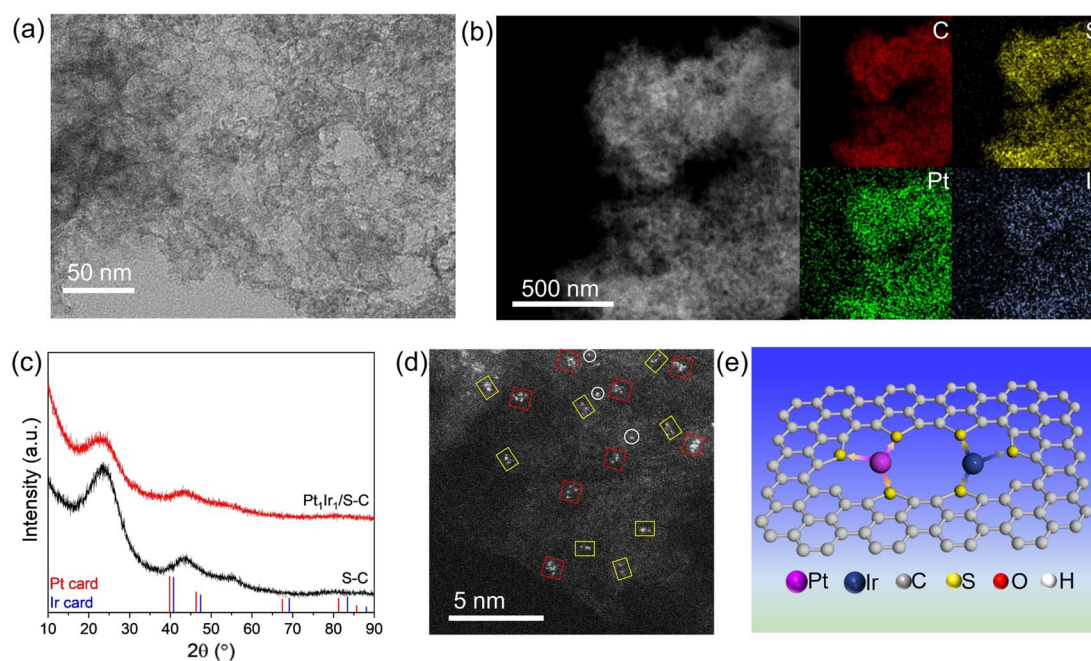 (a)
50 nm
(b)
500 nm
C
S
Pt
I
(c)
Intensity (a.u.)
Pt₁Ir₁/S-C
S-C
Pt card
Ir card
10 20 30 40 50 60 70 80 90
2θ (°)
(d)
5 nm
(e)
Pt Ir C S O H